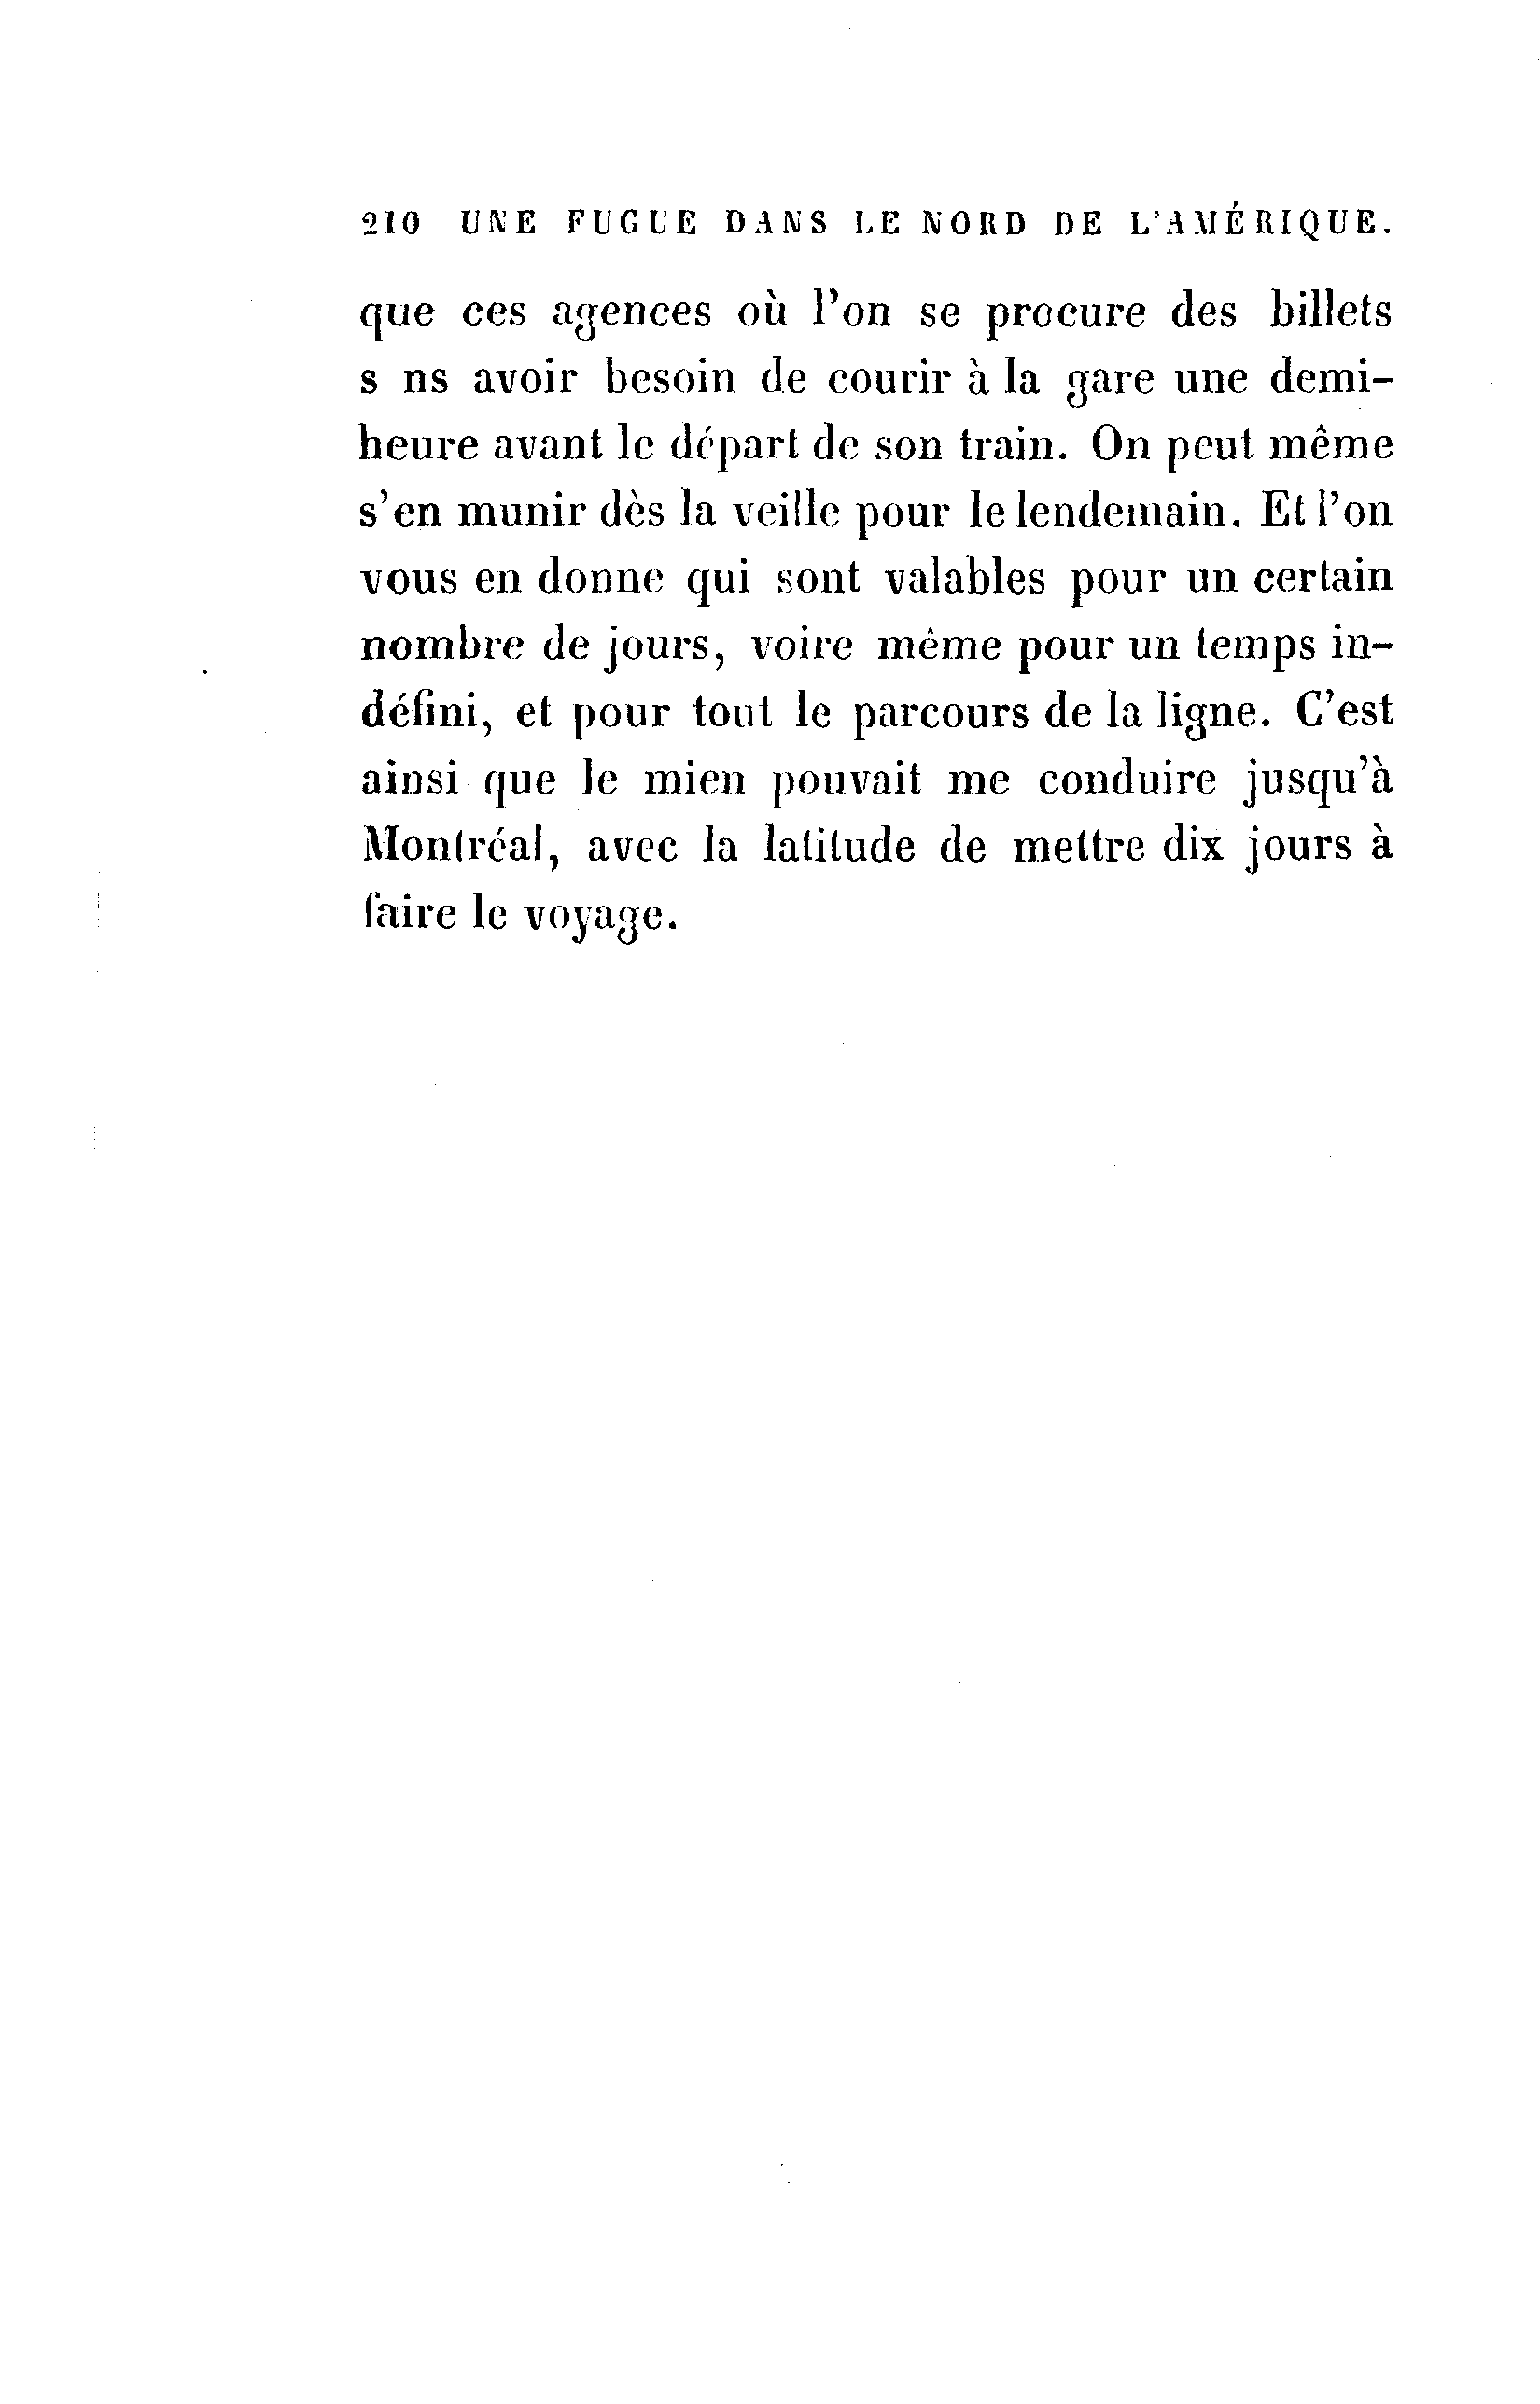 210 UNE FUGUE DANS LE NORD DE L'AMÉRIQUE.
que ces agences où l'on se procure des billets
s ns avoir besoin de courir à la gare une demi-
heure avant le départ de son train. On peut même
s'en munir dès la veille pour le lendemain. Et l'on
vous en donne qui sont valables pour un certain
nombre de jours, voire même pour un temps in-
défini, et pour tout le parcours de la ligne. C'est
ainsi que le mien pouvait me conduire jusqu'à
Montréal, avec la latitude de mettre dix jours à
faire le voyage.